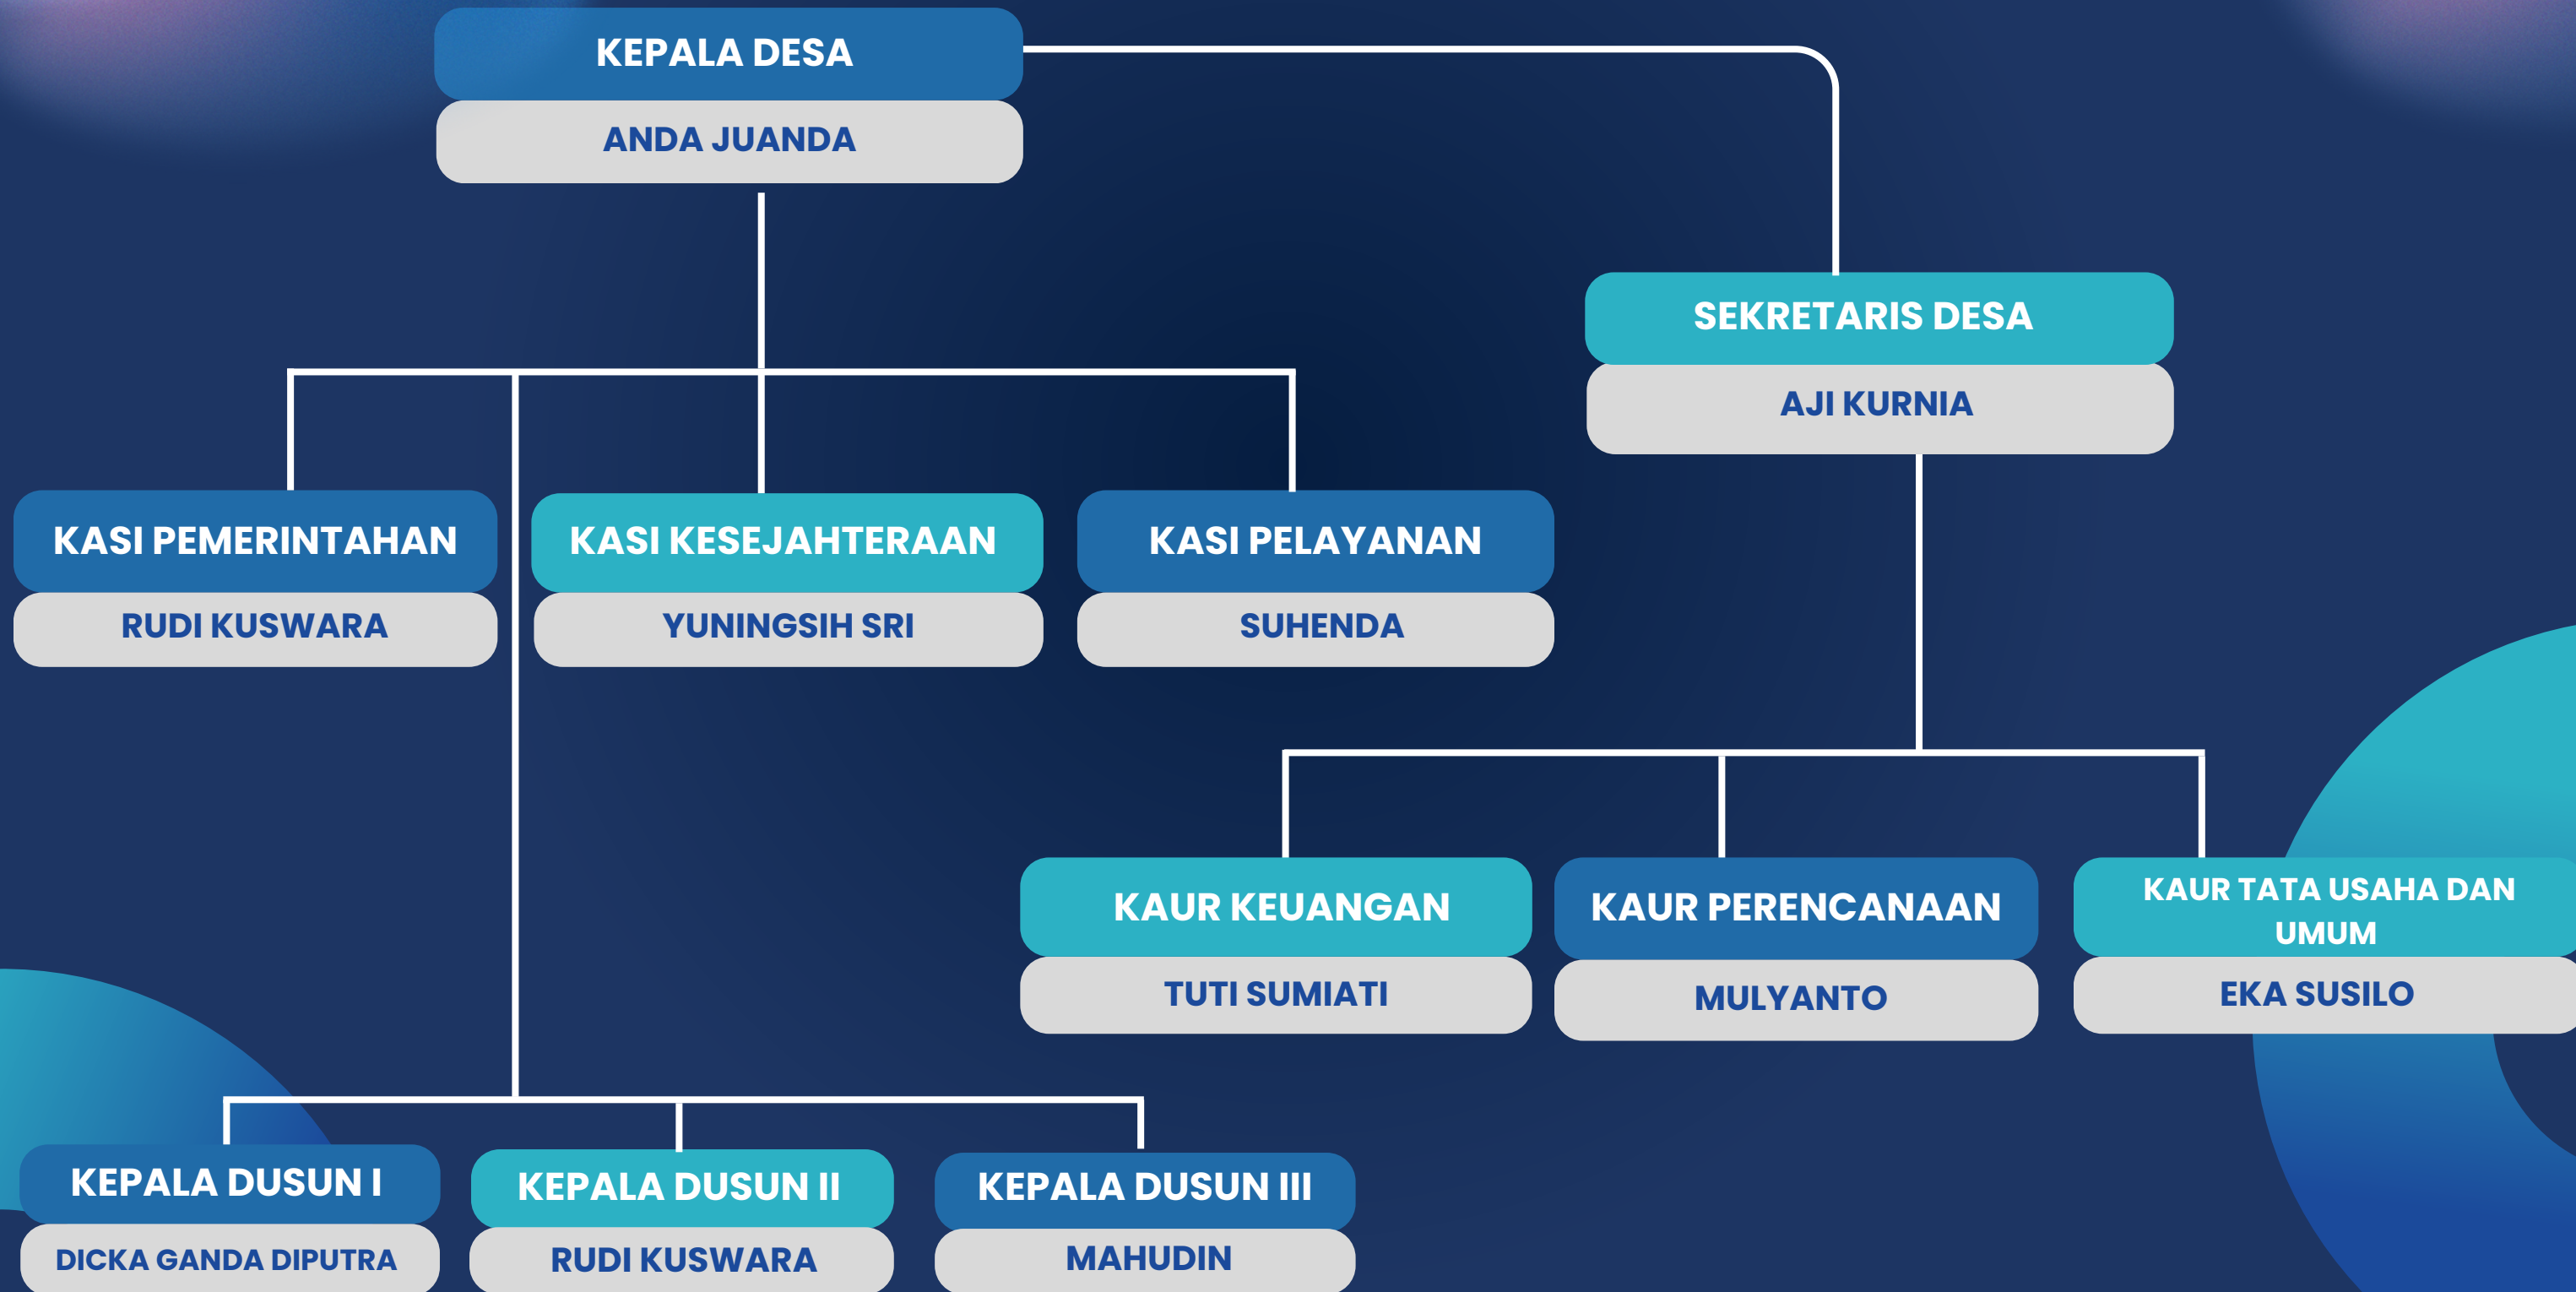 KEPALA DESA
ANDA JUANDA
SEKRETARIS DESA
AJI KURNIA
KASI PEMERINTAHAN
RUDI KUSWARA
KASI KESEJAHTERAAN
YUNINGSIH SRI
KASI PELAYANAN
SUHENDA
KAUR KEUANGAN
TUTI SUMIATI
KAUR PERENCANAAN
MULYANTO
KAUR TATA USAHA DAN
UMUM
EKA SUSILO
KEPALA DUSUN I
DICKA GANDA DIPUTRA
KEPALA DUSUN II
RUDI KUSWARA
KEPALA DUSUN III
MAHUDIN